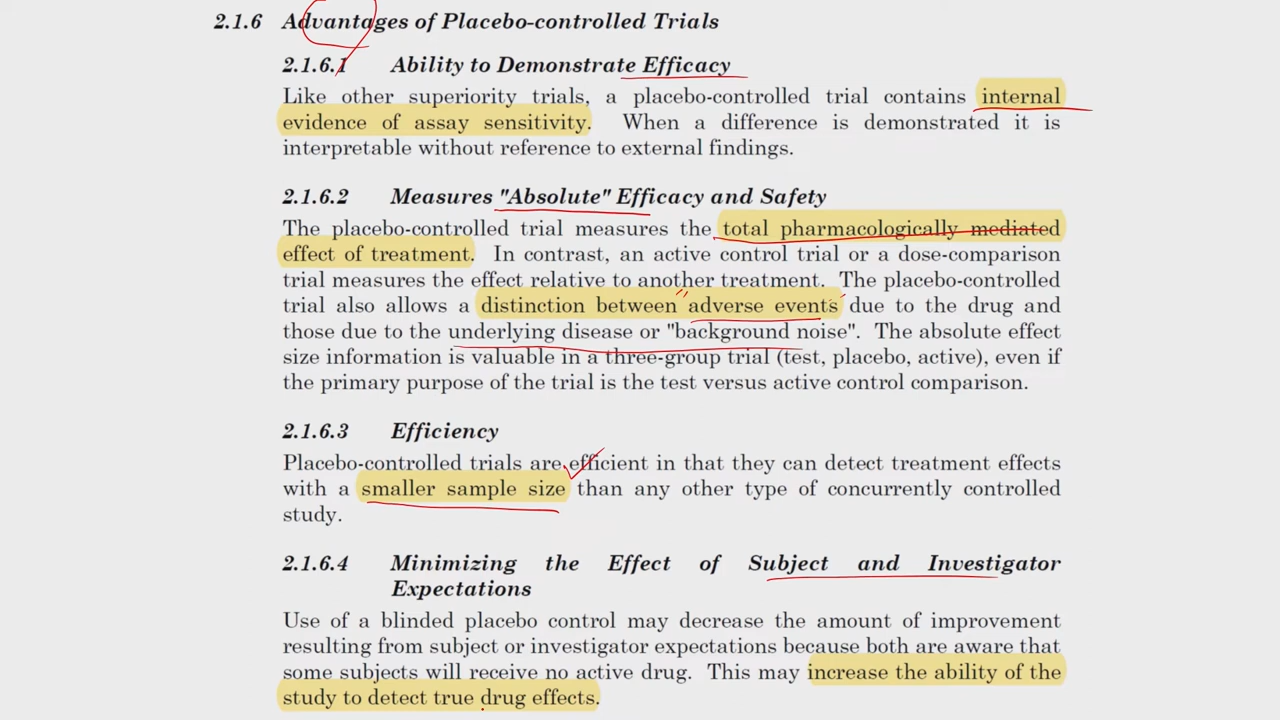 2.1.6 Advantages of Placebo-controlled Trials
2.1.6.1 Ability to Demonstrate Efficacy
Like other superiority trials, a placebo-controlled trial contains internal
evidence of assay sensitivity. When a difference is demonstrated it is
interpretable without reference to external findings.
2.1.6.2 Measures "Absolute" Efficacy and Safety
The placebo-controlled trial measures the total pharmacologically mediated
effect of treatment. In contrast, an active control trial or a dose-comparison
trial measures the effect relative to another treatment. The placebo-controlled
trial also allows a distinction between adverse events due to the drug and
those due to the underlying disease or "background noise". The absolute effect
size information is valuable in a three-group trial (test, placebo, active), even if
the primary purpose of the trial is the test versus active control comparison.
2.1.6.3 Efficiency
Placebo-controlled trials are efficient in that they can detect treatment effects
with a smaller sample size than any other type of concurrently controlled
study.
2.1.6.4 Minimizing the Effect of Subject and Investigator
Expectations
Use of a blinded placebo control may decrease the amount of improvement
resulting from subject or investigator expectations because both are aware that
some subjects will receive no active drug. This may increase the ability of the
study to detect true drug effects.